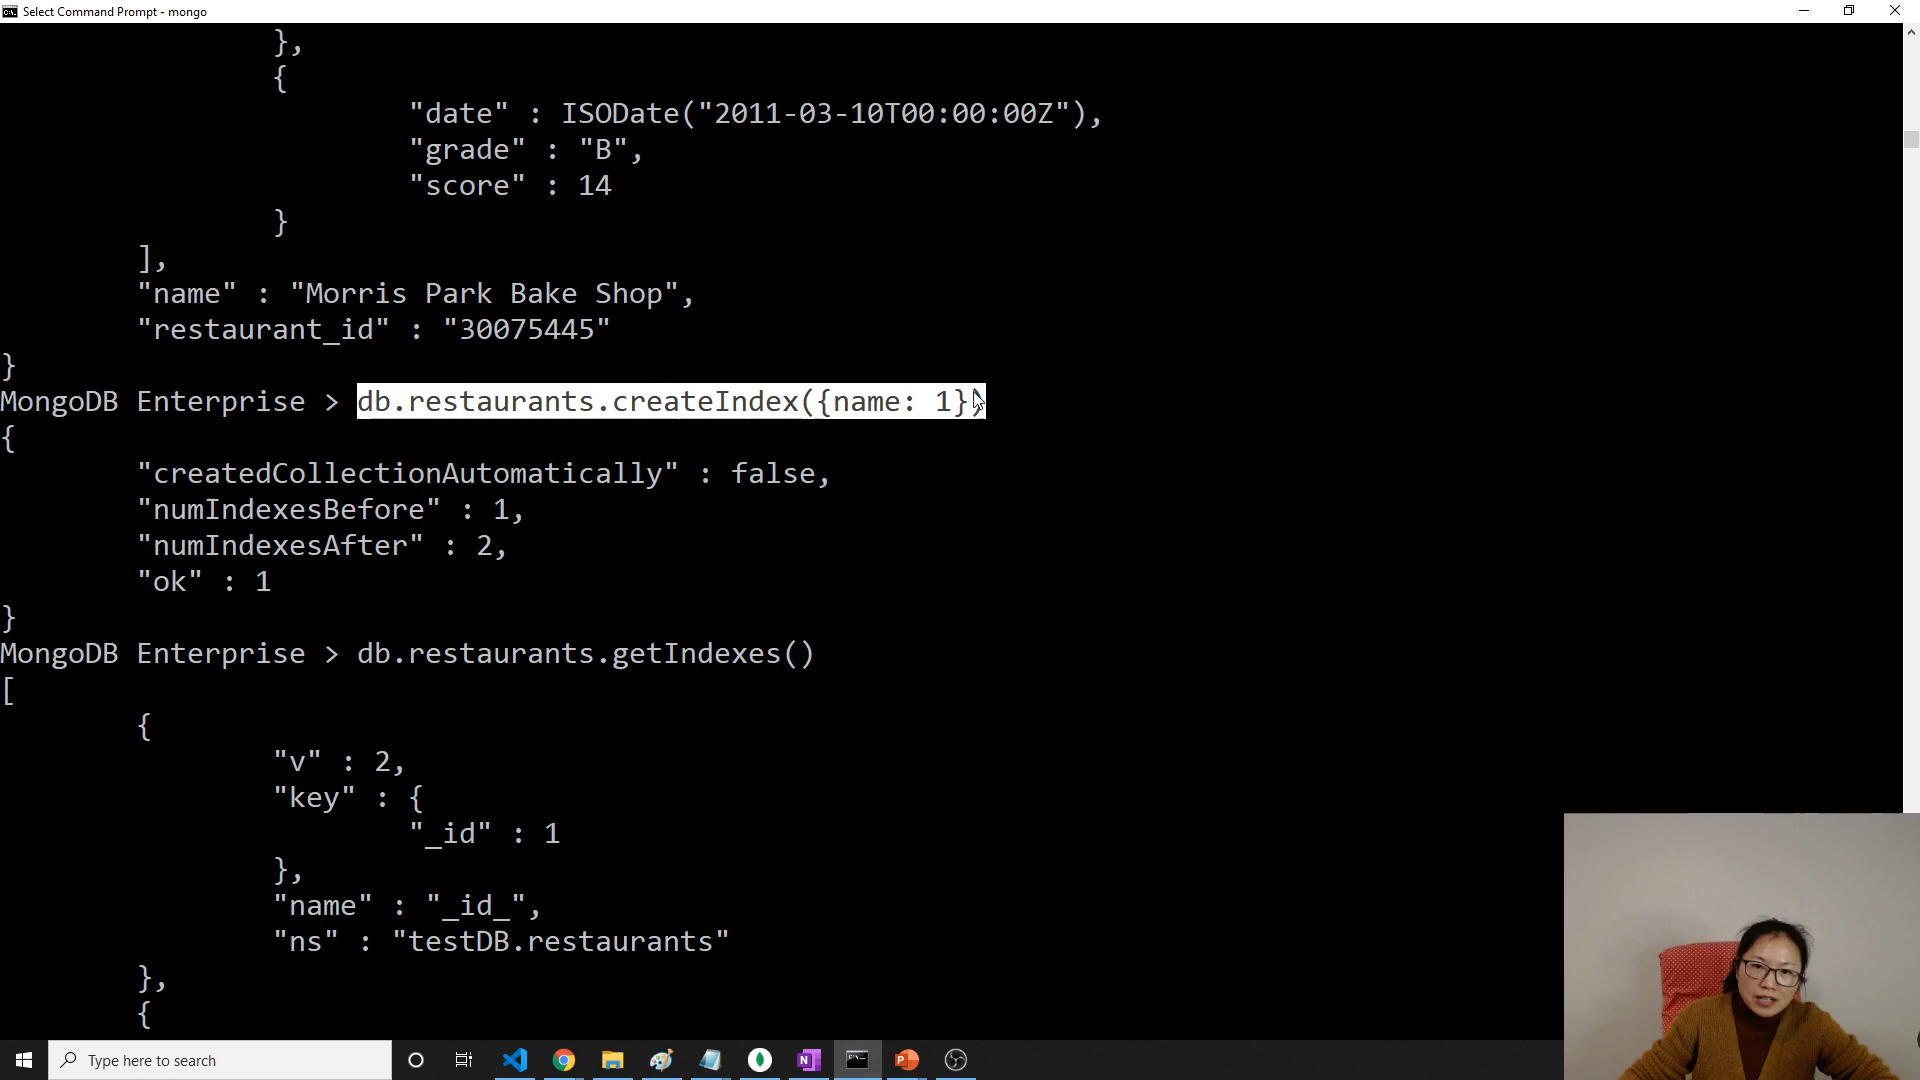 Select Command Prompt - mongo
},
{
"date" : ISODate("2011-03-10T00:00:00Z"),
"grade" : "B",
"score" : 14
}
],
"name" : "Morris Park Bake Shop",
"restaurant_id" : "30075445"
}
MongoDB Enterprise > db.restaurants.createIndex({name: 1})
{
"createdCollectionAutomatically" : false,
"numIndexesBefore" : 1,
"numIndexesAfter" : 2,
"ok" : 1
}
MongoDB Enterprise > db.restaurants.getIndexes()
[
{
"v" : 2,
"key" : {
"_id" : 1
},
"name" : "_id_",
"ns" : "testDB.restaurants"
},
{
Type here to search